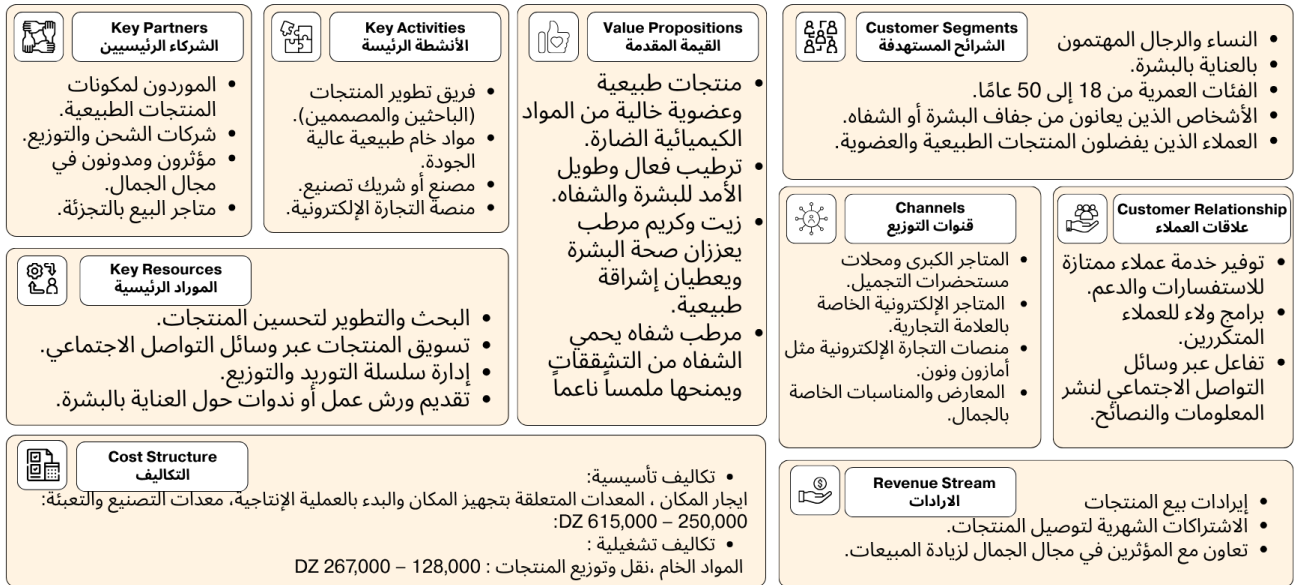 Key Partners
الشركاء الرئيسيين
الموردون لمكونات
المنتجات الطبيعية.
شركات الشحن والتوزيع.
مؤثرون ومدونون في
مجال الجمال.
متاجر البيع بالتجزئة.
Key Activities
الأنشطة الرئيسة
فريق تطوير المنتجات
(الباحثين والمصممين).
مواد خام طبيعية عالية
الجودة.
مصنع أو شريك تصنيع.
منصة التجارة الإلكترونية.
Value Propositions
القيمة المقدمة
منتجات طبيعية
وعضوية خالية من المواد
الكيميائية الضارة.
ترطيب فعال وطويل
الأمد للبشرة والشفاه.
زيت وكريم مرطب
يعززان صحة البشرة
ويعطيان إشراقة
طبيعية.
مرطب شفاه يحمي
الشفاه من التشققات
ويمنحها ملمساً ناعماً
Customer Segments
الشرائح المستهدفة
النساء والرجال المهتمون
بالعناية بالبشرة.
الفئات العمرية من 18 إلى 50 عامًا.
الأشخاص الذين يعانون من جفاف البشرة أو الشفاه.
العملاء الذين يفضلون المنتجات الطبيعية والعضوية.
Key Resources
الموراد الرئيسية
البحث والتطوير لتحسين المنتجات.
تسويق المنتجات عبر وسائل التواصل الاجتماعي.
إدارة سلسلة التوريد والتوزيع.
تقديم ورش عمل أو ندوات حول العناية بالبشرة.
Channels
قنوات التوزيع
المتاجر الكبرى ومحلات
مستحضرات التجميل.
المتاجر الإلكترونية الخاصة
بالعلامة التجارية.
منصات التجارة الإلكترونية مثل
أمازون ونون.
المعارض والمناسبات الخاصة
بالجمال.
Customer Relationship
علاقات العملاء
توفير خدمة عملاء ممتازة
للاستفسارات والدعم.
برامج ولاء للعملاء
المتكررين.
تفاعل عبر وسائل
التواصل الاجتماعي لنشر
المعلومات والنصائح.
Cost Structure
التكاليف
تكاليف تأسيسية:
ايجار المكان ، المعدات المتعلقة بتجهيز المكان والبدء بالعملية الإنتاجية، معدات التصنيع والتعبئة:
250,000 – 615,000 DZ:
تكاليف تشغيلية :
المواد الخام ،نقل وتوزيع المنتجات : 128,000 – 267,000 DZ
Revenue Stream
الارادات
إيرادات بيع المنتجات
الاشتراكات الشهرية لتوصيل المنتجات.
تعاون مع المؤثرين في مجال الجمال لزيادة المبيعات.